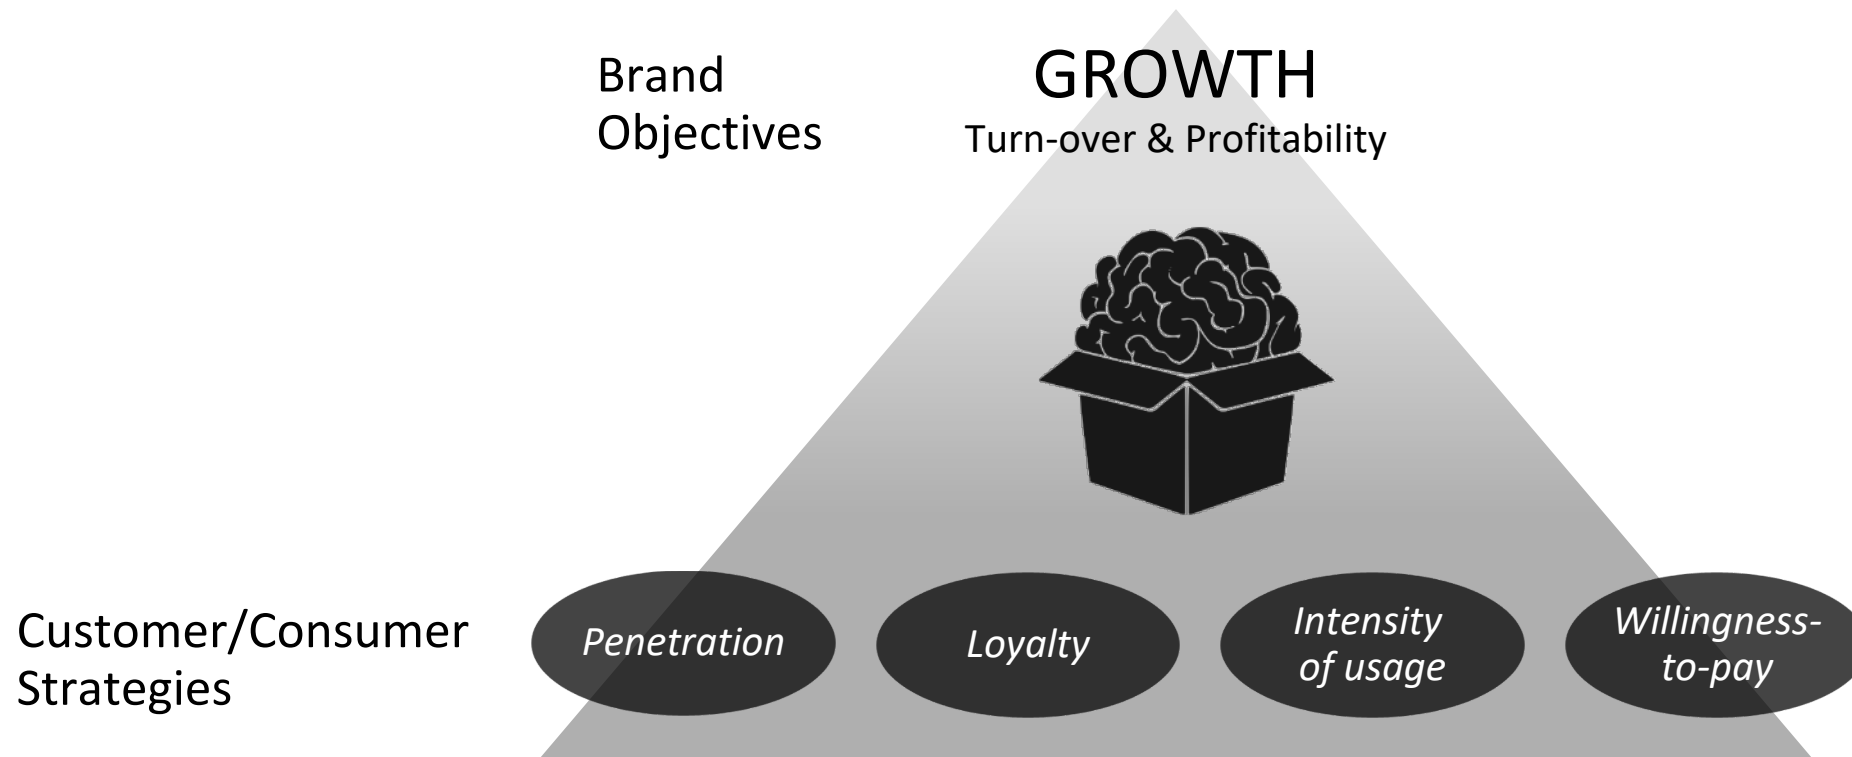 Brand
Objectives
GROWTH
Turn-over & Profitability
Customer/Consumer
Strategies
Penetration
Loyalty
Intensity
of usage
Willingness-
to-pay